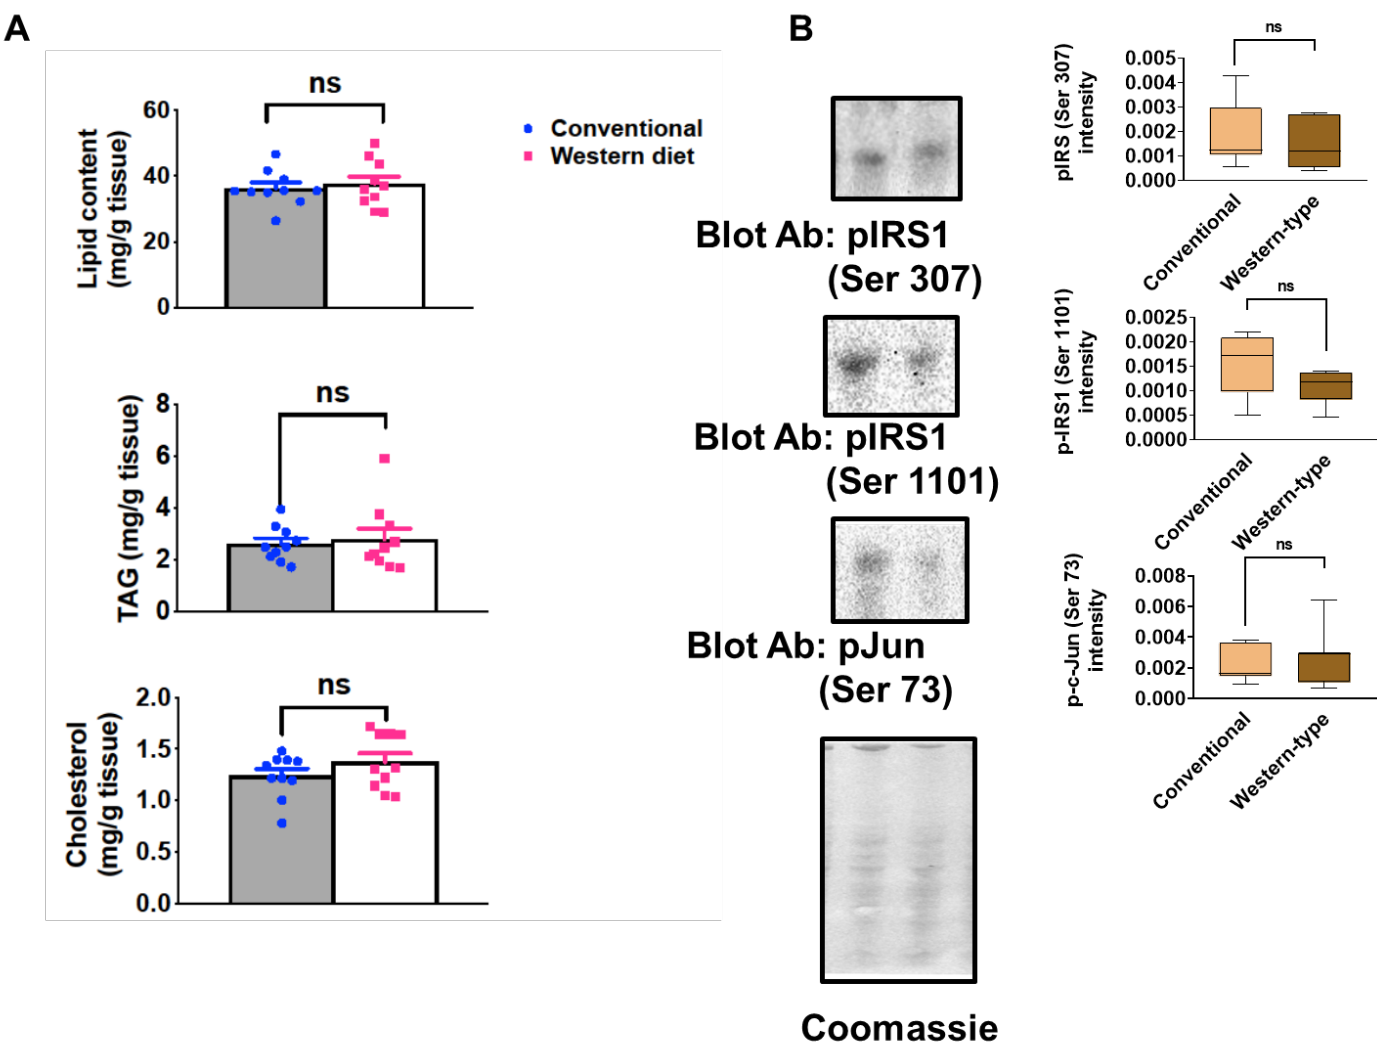 A
ns
60
40
20
0
Lipid content
(mg/g tissue)
Conventional
Western diet
ns
8
6
4
2
0
TAG (mg/g tissue)
ns
2.0
1.5
1.0
0.5
0.0
Cholesterol
(mg/g tissue)
B
Blot Ab: pIRS1
(Ser 307)
Blot Ab: pIRS1
(Ser 1101)
Blot Ab: pJun
(Ser 73)
Coomassie
ns
0.005
0.004
0.003
0.002
0.001
0.000
pIRS (Ser 307)
intensity
Conventional
Western-type
ns
0.0025
0.0020
0.0015
0.0010
0.0005
0.0000
p-IRS1 (Ser 1101)
intensity
Conventional
Western-type
ns
0.008
0.006
0.004
0.002
0.000
p-c-Jun (Ser 73)
intensity
Conventional
Western-type